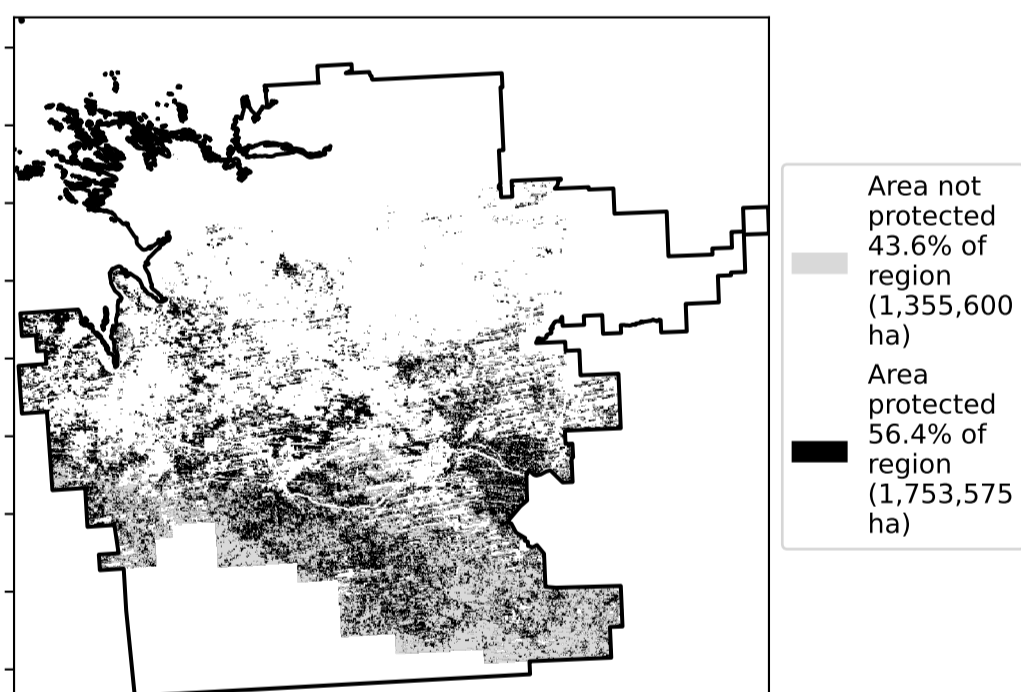 Area not
protected
43.6% of
region
(1,355,600
ha)
Area
protected
56.4% of
region
(1,753,575
ha)